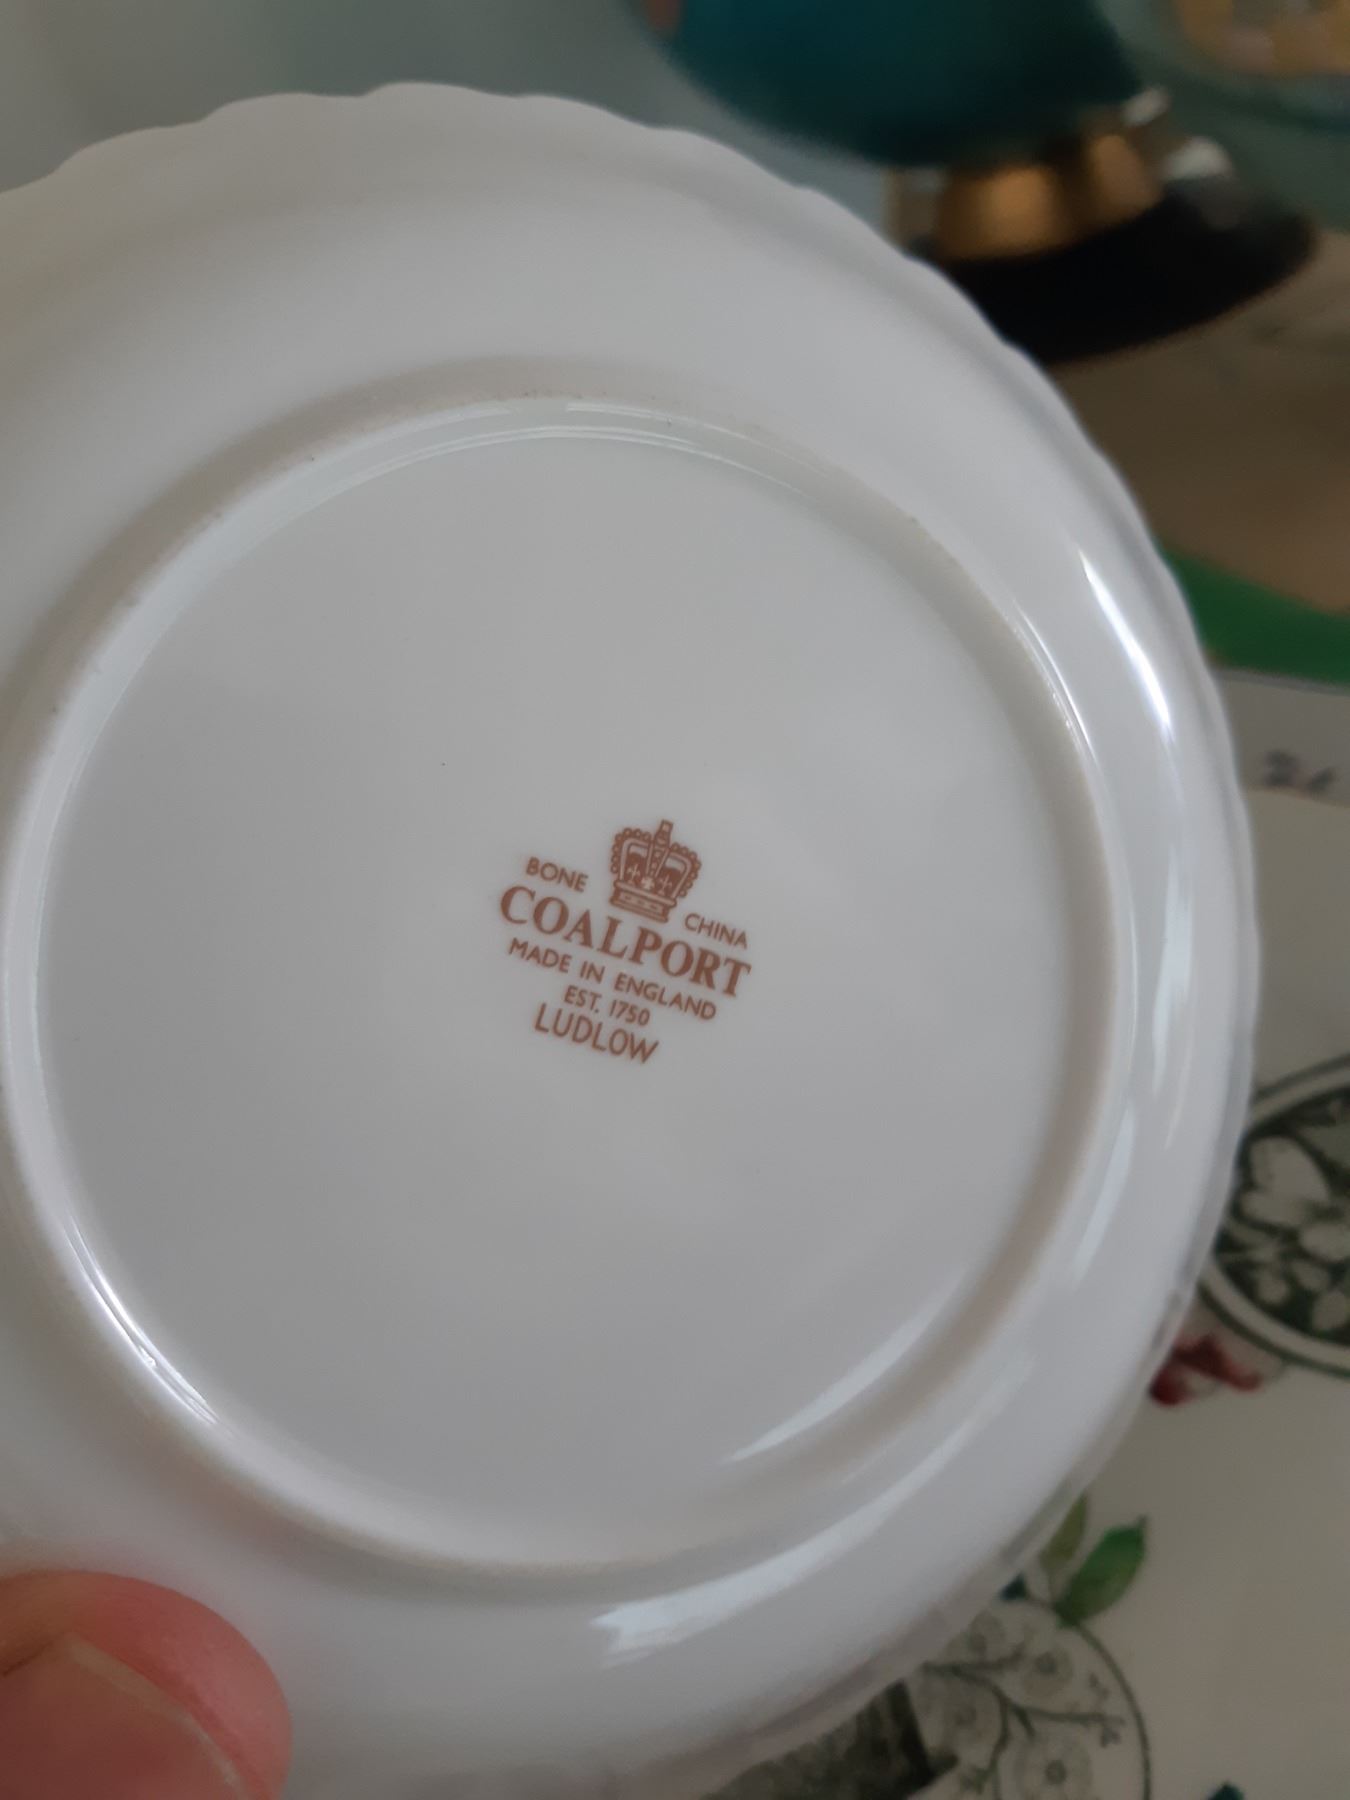 BONE CHINA
COALPORT
MADE IN ENGLAND
EST. 1750
LUDLOW